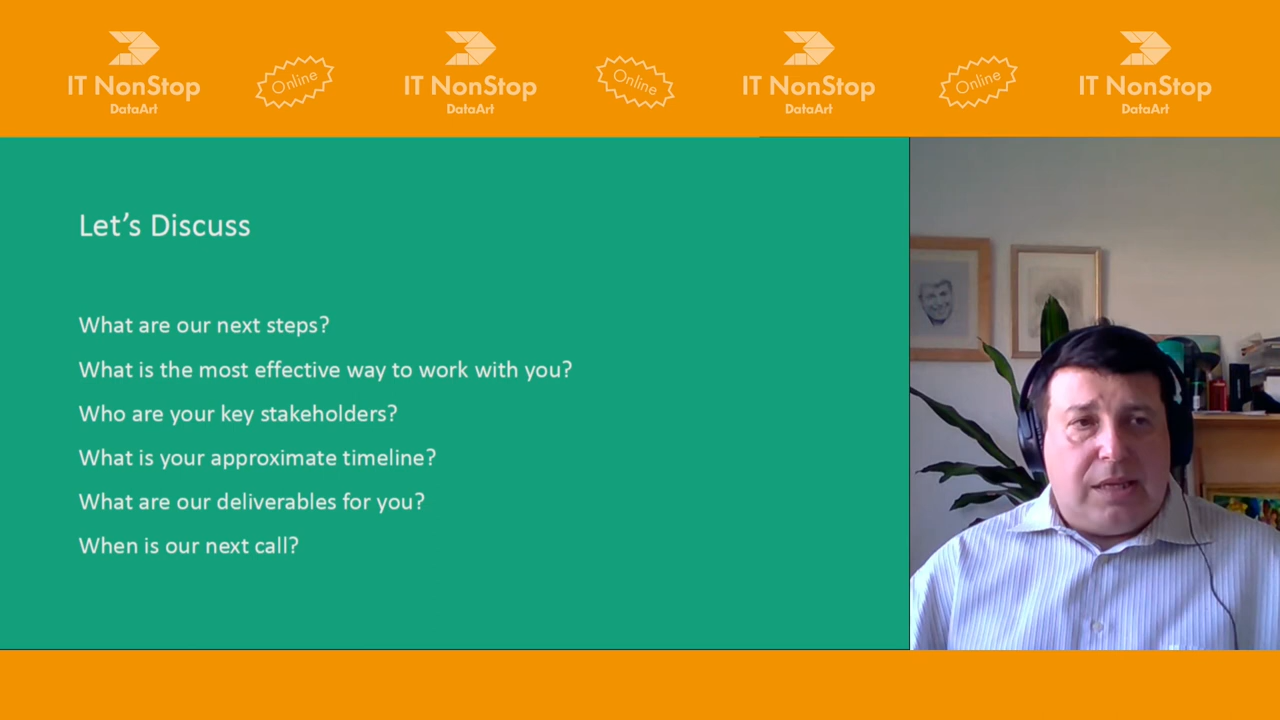 IT NonStop
DataArt
Online
IT NonStop
DataArt
Online
IT NonStop
DataArt
Online
IT NonStop
DataArt
Let's Discuss
What are our next steps?
What is the most effective way to work with you?
Who are your key stakeholders?
What is your approximate timeline?
What are our deliverables for you?
When is our next call?